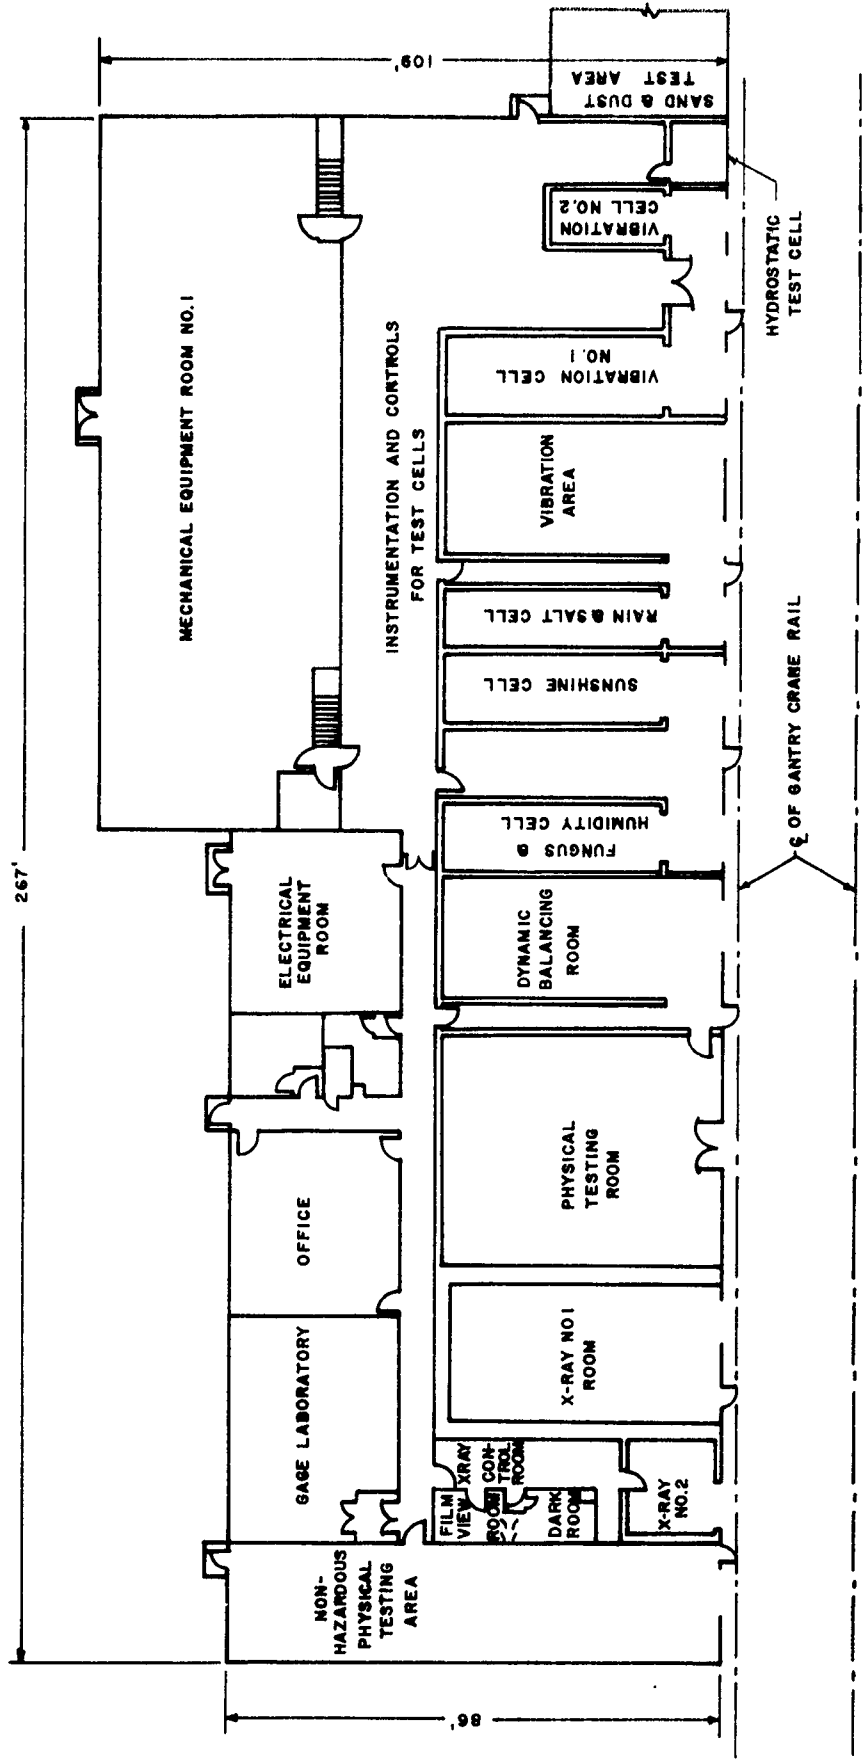 267'
109'
86'
MECHANICAL EQUIPMENT ROOM NO. 1
INSTRUMENTATION AND CONTROLS
FOR TEST CELLS
SAND & DUST
TEST AREA
VIBRATION
CELL NO. 2
HYDROSTATIC
TEST CELL
VIBRATION CELL
NO. 1
VIBRATION
AREA
RAIN & SALT CELL
SUNSHINE CELL
FUNGUS &
HUMIDITY CELL
℄ OF GANTRY CRANE RAIL
ELECTRICAL
EQUIPMENT
ROOM
DYNAMIC
BALANCING
ROOM
OFFICE
PHYSICAL
TESTING
ROOM
GAGE LABORATORY
X-RAY NO 1
ROOM
XRAY
CON-
TROL
ROOM
FILM
VIEW
ROOM
DARK
ROOM
X-RAY
NO. 2
NON-
HAZARDOUS
PHYSICAL
TESTING
AREA